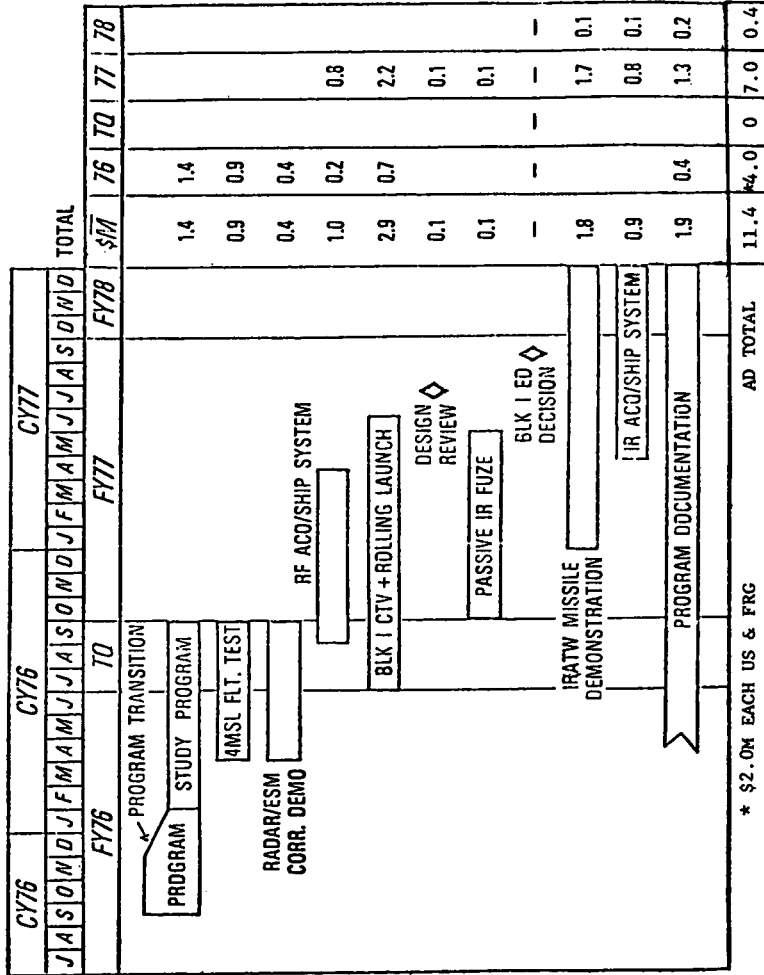 CY76 CY76 CY77
J A S O N D J F M A M J J A S O N D J F M A M J J A S O N D TOTAL
FY76 TQ FY77 FY78 $M 76 TQ 77 78
PROGRAM TRANSITION
PROGRAM STUDY PROGRAM 1.4 1.4
4MSL FLT. TEST 0.9 0.9
RADAR/ESM
CORR. DEMO 0.4 0.4
RF ACQ/SHIP SYSTEM 1.0 0.2 0.8
BLK I CTV + ROLLING LAUNCH 2.9 0.7 2.2
DESIGN
REVIEW 0.1 0.1
PASSIVE IR FUZE 0.1 0.1
BLK I ED
DECISION – – – – –
IRATW MISSILE
DEMONSTRATION 1.8 1.7 0.1
IIR ACQ/SHIP SYSTEM 0.9 0.8 0.1
PROGRAM DOCUMENTATION 1.9 0.4 1.3 0.2
AD TOTAL 11.4 *4.0 0 7.0 0.4
* $2.0M EACH US & FRG